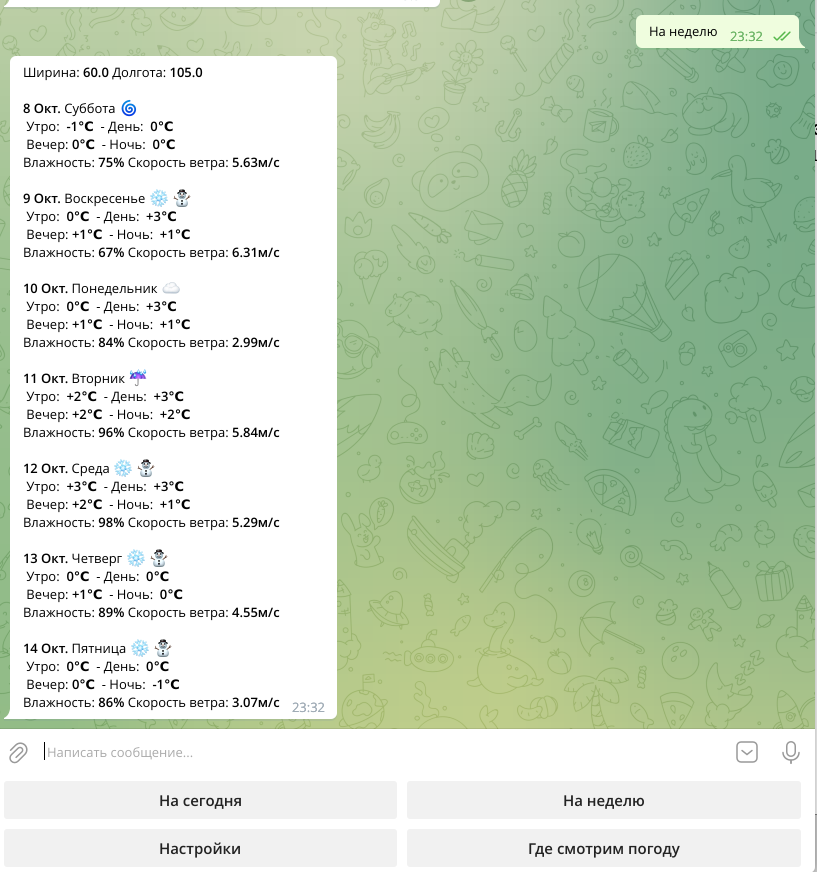 На неделю 23:32
Ширина: 60.0 Долгота: 105.0
8 Окт. Суббота 🌀
Утро: -1°C - День: 0°C
Вечер: 0°C - Ночь: 0°C
Влажность: 75% Скорость ветра: 5.63м/с
9 Окт. Воскресенье ❄️ ☃️
Утро: 0°C - День: +3°C
Вечер: +1°C - Ночь: +1°C
Влажность: 67% Скорость ветра: 6.31м/с
10 Окт. Понедельник ☁️
Утро: 0°C - День: +3°C
Вечер: +1°C - Ночь: +1°C
Влажность: 84% Скорость ветра: 2.99м/с
11 Окт. Вторник ☔
Утро: +2°C - День: +3°C
Вечер: +2°C - Ночь: +2°C
Влажность: 96% Скорость ветра: 5.84м/с
12 Окт. Среда ❄️ ☃️
Утро: +3°C - День: +3°C
Вечер: +2°C - Ночь: +1°C
Влажность: 98% Скорость ветра: 5.29м/с
13 Окт. Четверг ❄️ ☃️
Утро: 0°C - День: 0°C
Вечер: +1°C - Ночь: 0°C
Влажность: 89% Скорость ветра: 4.55м/с
14 Окт. Пятница ❄️ ☃️
Утро: 0°C - День: 0°C
Вечер: 0°C - Ночь: -1°C
Влажность: 86% Скорость ветра: 3.07м/с 23:32
Написать сообщение...
На сегодня
На неделю
Настройки
Где смотрим погоду